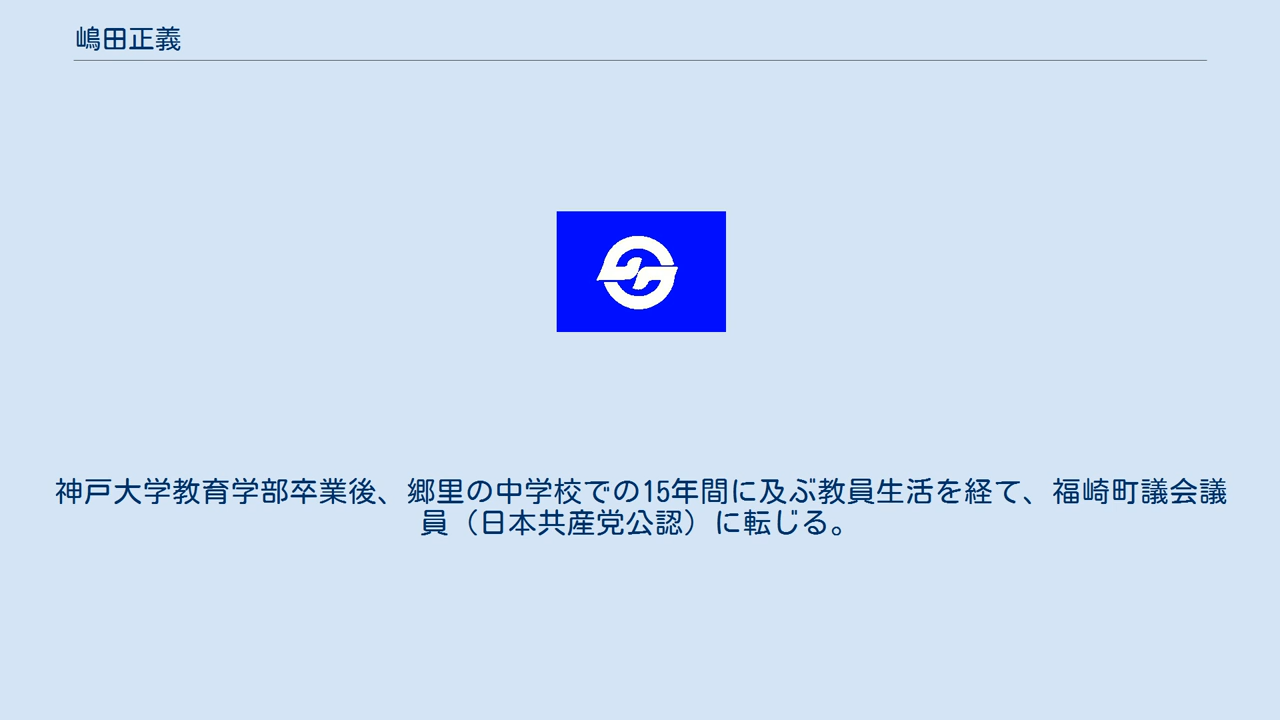 嶋田正義
神戸大学教育学部卒業後、郷里の中学校での15年間に及ぶ教員生活を経て、福崎町議会議
員（日本共産党公認）に転じる。